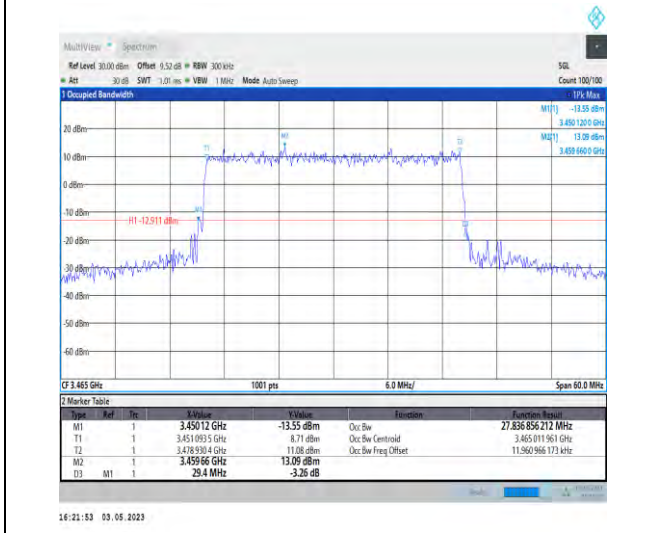 MultiView Spectrum
Ref Level 30.00 dBm Offset 9.52 dB RBW 300 kHz SGL
Att 30 dB SWT 1.01 ms VBW 1 MHz Mode Auto Sweep Count 100/100
1 Occupied Bandwidth 1Pk Max
M1[1] -13.55 dBm
3.450 120 0 GHz
M2[1] 13.09 dBm
3.459 660 0 GHz
20 dBm
10 dBm
0 dBm
-10 dBm
H1 -12.911 dBm
-20 dBm
-30 dBm
-40 dBm
-50 dBm
-60 dBm
T1
T2
CF 3.465 GHz 1001 pts 6.0 MHz/ Span 60.0 MHz
2 Marker Table
Type Ref Trc X-Value Y-Value Function Function Result
M1 1 3.45012 GHz -13.55 dBm Occ Bw 27.836 856 212 MHz
T1 1 3.451 093 5 GHz 8.71 dBm Occ Bw Centroid 3.465 011 961 GHz
T2 1 3.478 930 4 GHz 11.08 dBm Occ Bw Freq Offset 11.960 966 173 kHz
M2 1 3.459 66 GHz 13.09 dBm
D3 M1 1 29.4 MHz -3.26 dB
16:21:53 03.05.2023